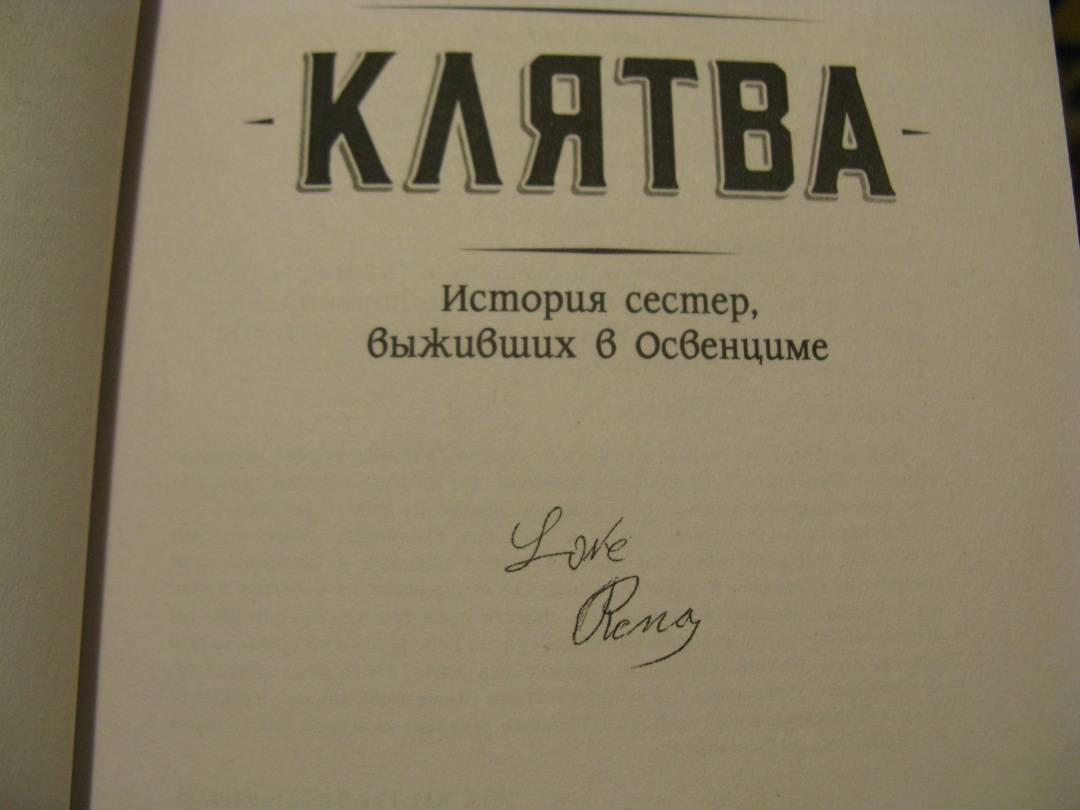 - КЛЯТВА -
История сестер,
выживших в Освенциме
Love
Rena